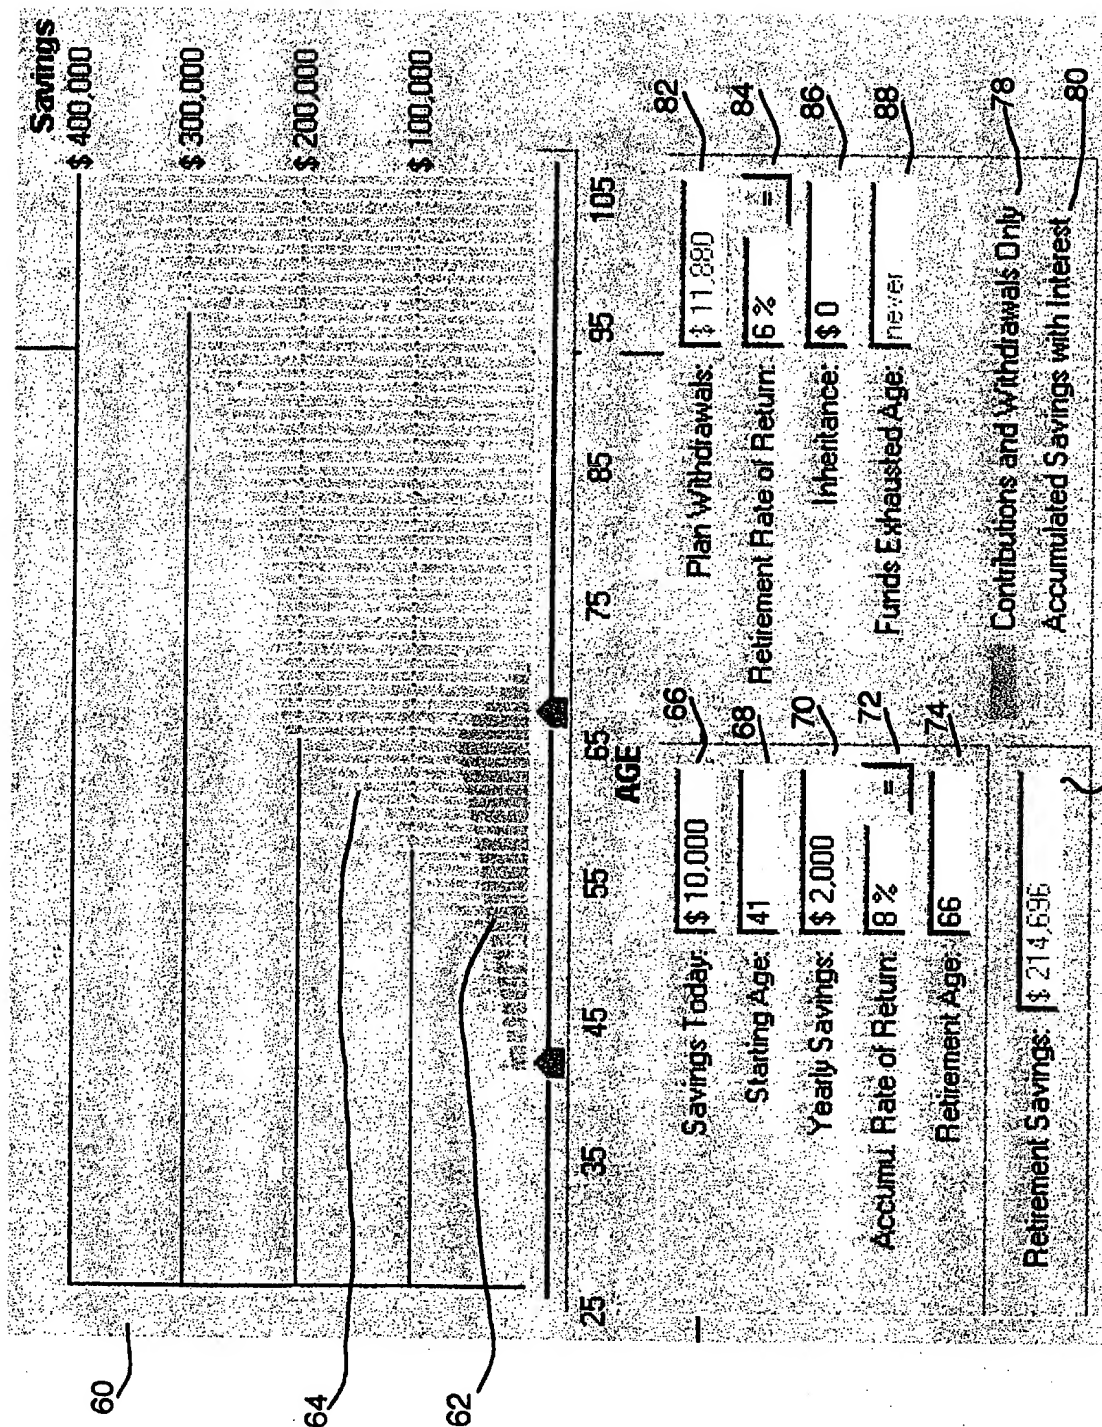 Savings
$ 400,000
$ 300,000
$ 200,000
$ 100,000
60
64
62
25 35 45 55 65 75 85 95 105
AGE
Savings Today: $ 10,000 66
Starting Age: 41 68
Yearly Savings: $ 2,000 70
Accumu. Rate of Return: 8 % = 72
Retirement Age: 66 74
Retirement Savings: $ 214,696
Plan Withdrawals: $ 11,880 82
Retirement Rate of Return: 6 % = 84
Inheritance: $ 0 86
Funds Exhausted Age: never 88
Contributions and Withdrawals Only 78
Accumulated Savings with Interest 80